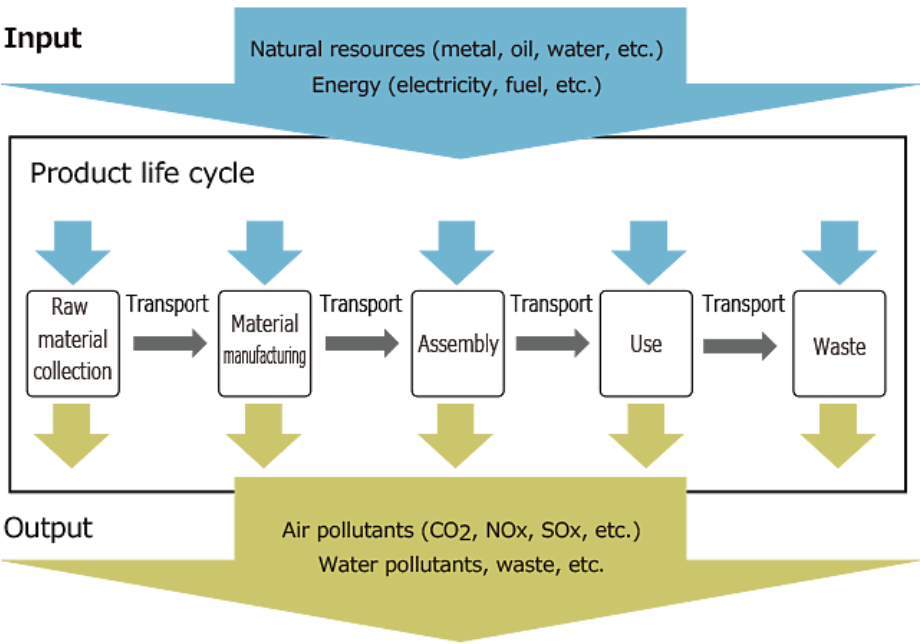 Input
Natural resources (metal, oil, water, etc.)
Energy (electricity, fuel, etc.)
Product life cycle
Raw
material
collection
Transport
Material
manufacturing
Transport
Assembly
Transport
Use
Transport
Waste
Output
Air pollutants (CO2, NOx, SOx, etc.)
Water pollutants, waste, etc.